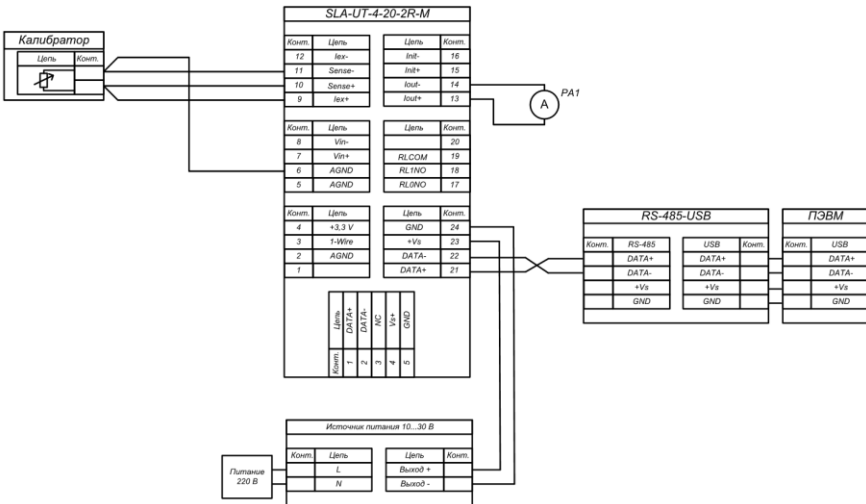 SLA-UT-4-20-2R-M
Калибратор
Цепь Конт.
Конт. Цепь Цепь Конт.
12 Iex- Init- 16
11 Sense- Init+ 15
10 Sense+ Iout- 14
9 Iex+ Iout+ 13
A PA1
Конт. Цепь Цепь Конт.
8 Vin- 20
7 Vin+ RLCOM 19
6 AGND RL1NO 18
5 AGND RL0NO 17
Конт. Цепь Цепь Конт.
4 +3,3 V GND 24
3 1-Wire +Vs 23
2 AGND DATA- 22
1 DATA+ 21
RS-485-USB
Конт. RS-485 USB Конт.
DATA+ DATA+
DATA- DATA-
+Vs +Vs
GND GND
ПЭВМ
Конт. USB
DATA+
DATA-
+Vs
GND
Конт. Цепь
1 DATA+
2 DATA-
3 NC
4 Vs+
5 GND
Источник питания 10...30 В
Конт. Цепь Цепь Конт.
L Выход +
N Выход -
Питание
220 В